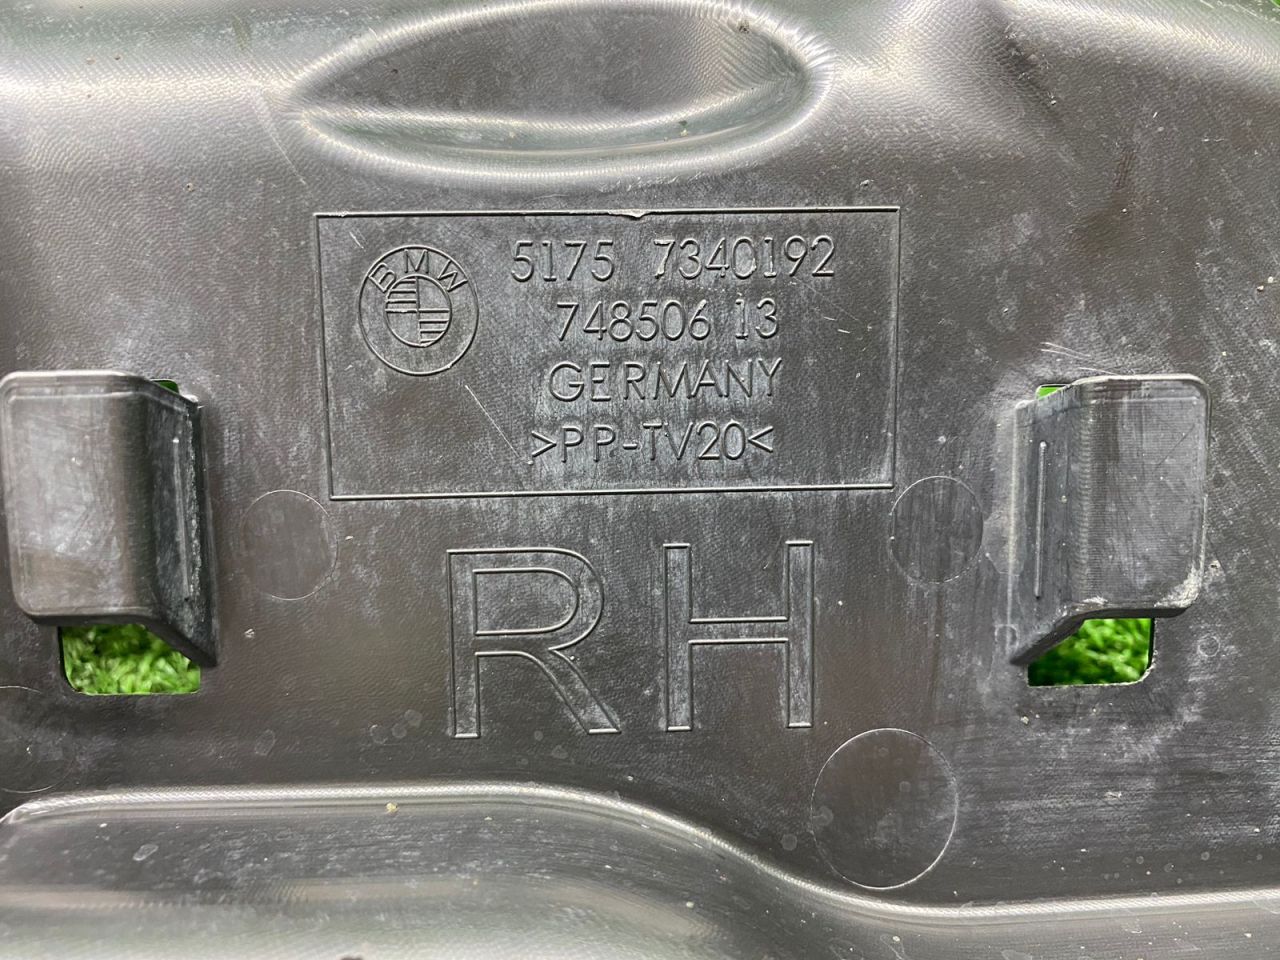 BMW
5175 7340192
748506 13
GERMANY
>PP-TV20<
RH